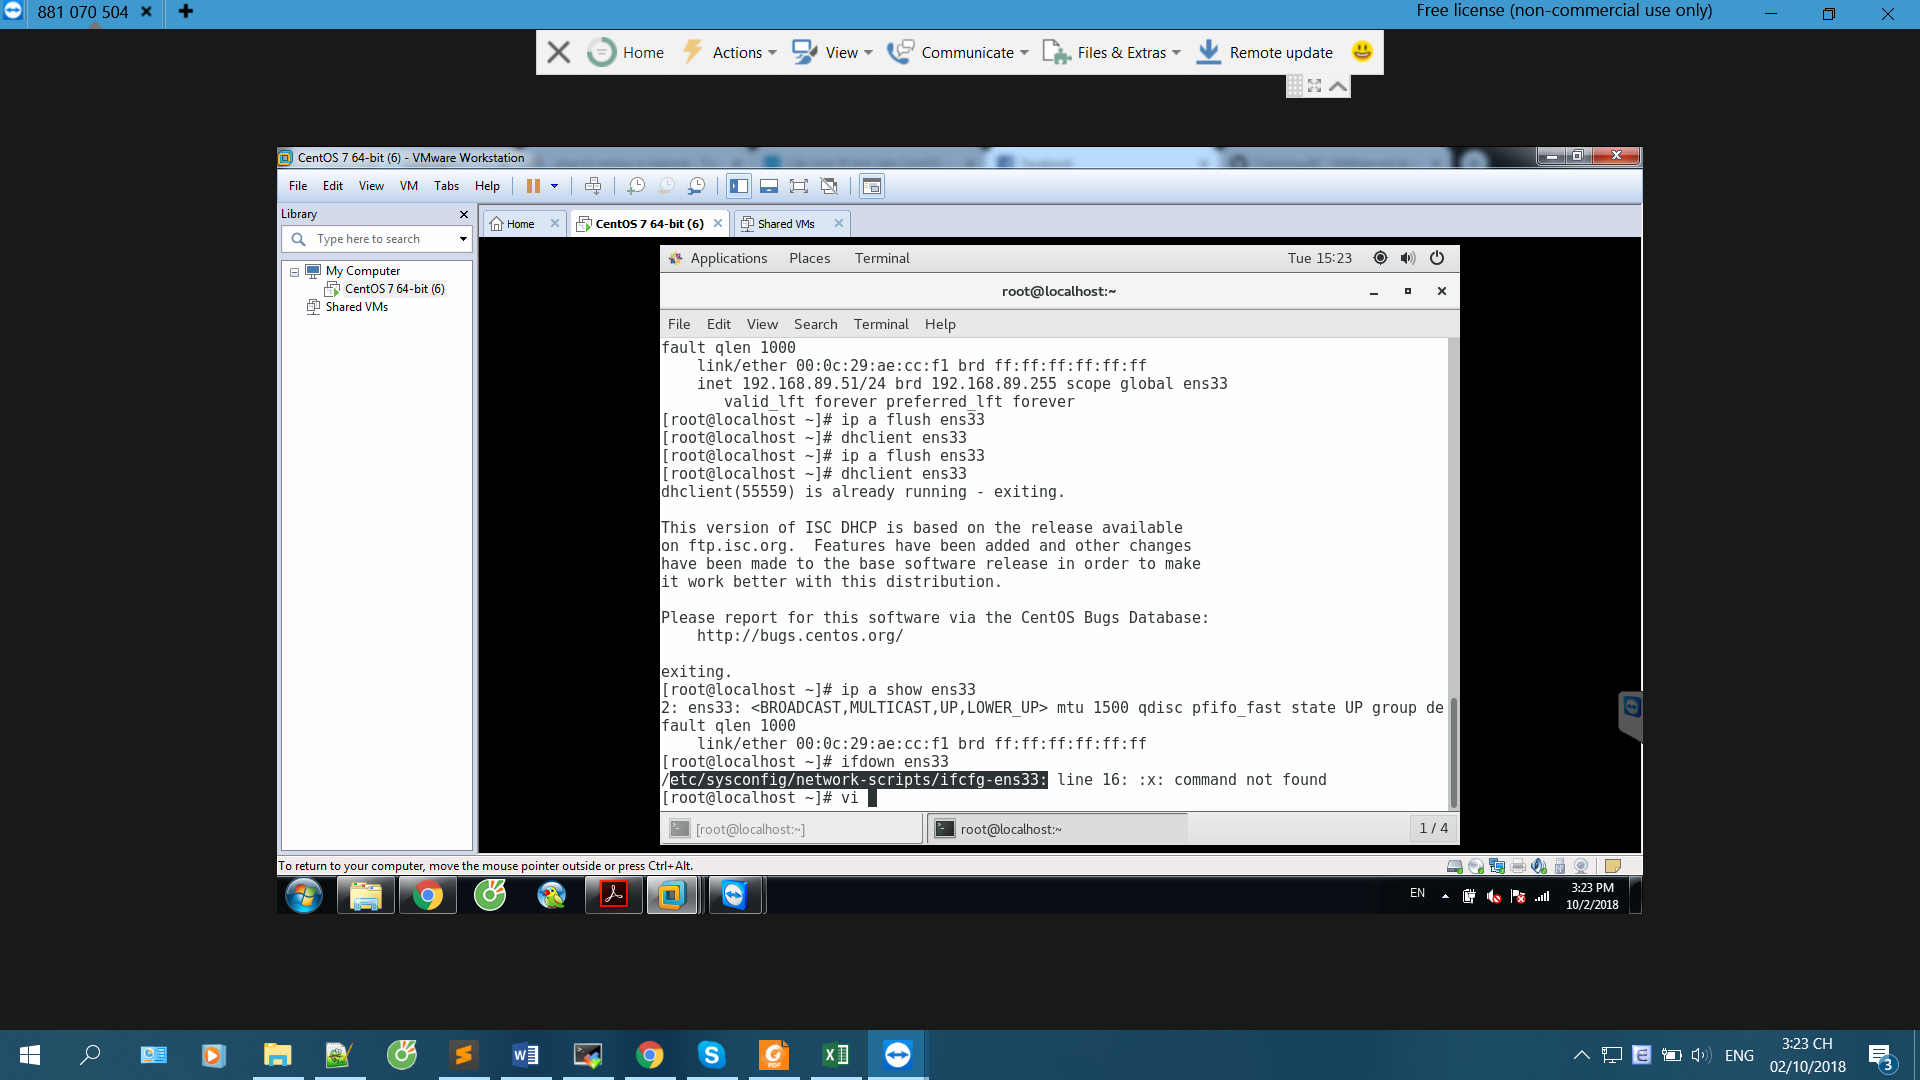 881 070 504
Free license (non-commercial use only)
Home
Actions
View
Communicate
Files & Extras
Remote update
CentOS 7 64-bit (6) - VMware Workstation
File Edit View VM Tabs Help
Library
Type here to search
My Computer
CentOS 7 64-bit (6)
Shared VMs
Home
CentOS 7 64-bit (6)
Shared VMs
Applications Places Terminal
Tue 15:23
root@localhost:~
File Edit View Search Terminal Help
fault qlen 1000
link/ether 00:0c:29:ae:cc:f1 brd ff:ff:ff:ff:ff:ff
inet 192.168.89.51/24 brd 192.168.89.255 scope global ens33
valid_lft forever preferred_lft forever
[root@localhost ~]# ip a flush ens33
[root@localhost ~]# dhclient ens33
[root@localhost ~]# ip a flush ens33
[root@localhost ~]# dhclient ens33
dhclient(55559) is already running - exiting.
This version of ISC DHCP is based on the release available
on ftp.isc.org.  Features have been added and other changes
have been made to the base software release in order to make
it work better with this distribution.
Please report for this software via the CentOS Bugs Database:
http://bugs.centos.org/
exiting.
[root@localhost ~]# ip a show ens33
2: ens33: <BROADCAST,MULTICAST,UP,LOWER_UP> mtu 1500 qdisc pfifo_fast state UP group de
fault qlen 1000
link/ether 00:0c:29:ae:cc:f1 brd ff:ff:ff:ff:ff:ff
[root@localhost ~]# ifdown ens33
/etc/sysconfig/network-scripts/ifcfg-ens33: line 16: :x: command not found
[root@localhost ~]# vi
[root@localhost:~]
root@localhost:~
1 / 4
To return to your computer, move the mouse pointer outside or press Ctrl+Alt.
EN
3:23 PM
10/2/2018
ENG
3:23 CH
02/10/2018
3